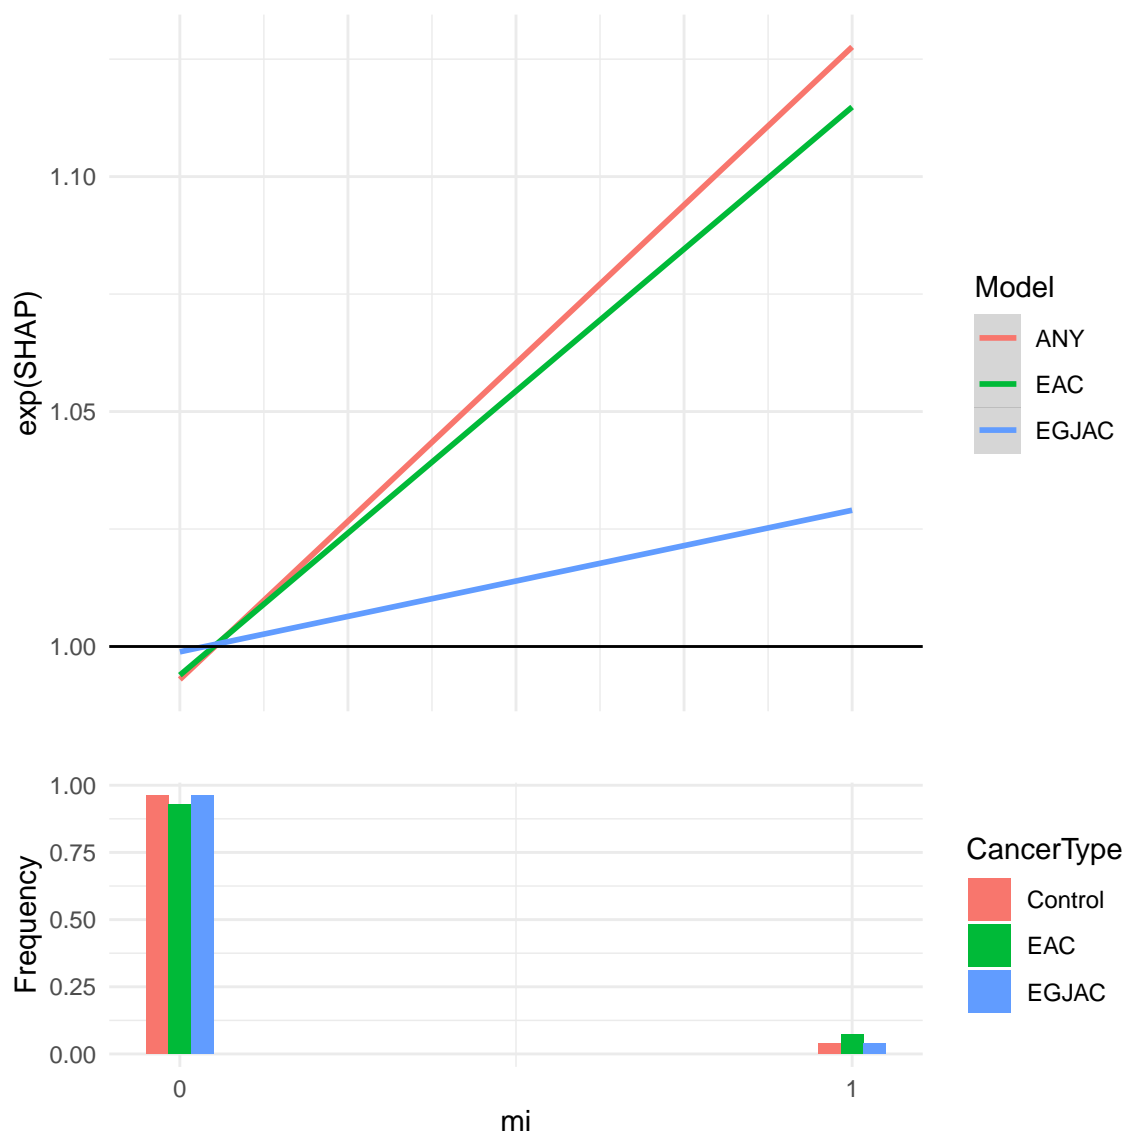 exp(SHAP)
1.10
1.05
1.00
Model
ANY
EAC
EGJAC
Frequency
1.00
0.75
0.50
0.25
0.00
0
1
mi
CancerType
Control
EAC
EGJAC